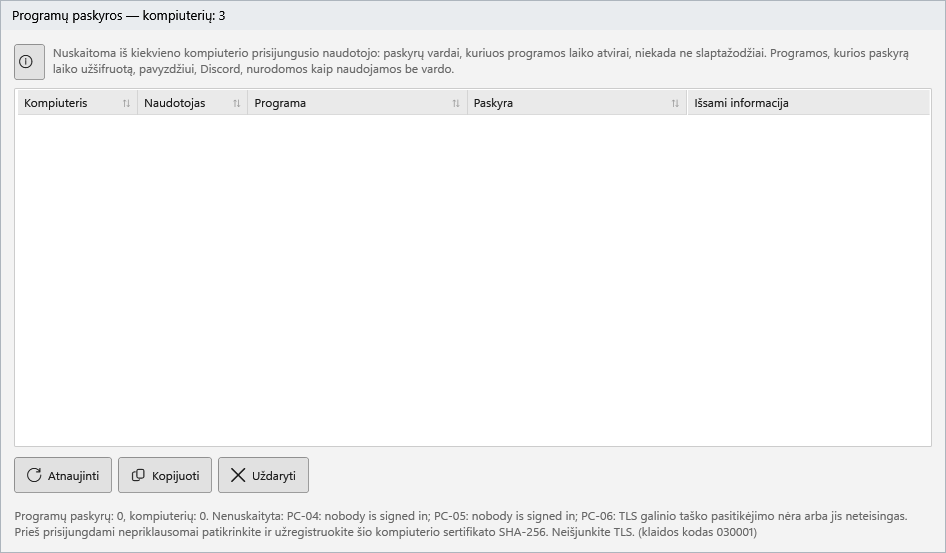 Programų paskyros — kompiuterių: 3
Nuskaitoma iš kiekvieno kompiuterio prisijungusio naudotojo: paskyrų vardai, kuriuos programos laiko atvirai, niekada ne slaptažodžiai. Programos, kurios paskyrą
laiko užšifruotą, pavyzdžiui, Discord, nurodomos kaip naudojamos be vardo.
Kompiuteris Naudotojas Programa Paskyra Išsami informacija
Atnaujinti Kopijuoti Uždaryti
Programų paskyrų: 0, kompiuterių: 0. Nenuskaityta: PC-04: nobody is signed in; PC-05: nobody is signed in; PC-06: TLS galinio taško pasitikėjimo nėra arba jis neteisingas.
Prieš prisijungdami nepriklausomai patikrinkite ir užregistruokite šio kompiuterio sertifikato SHA-256. Neišjunkite TLS. (klaidos kodas 030001)